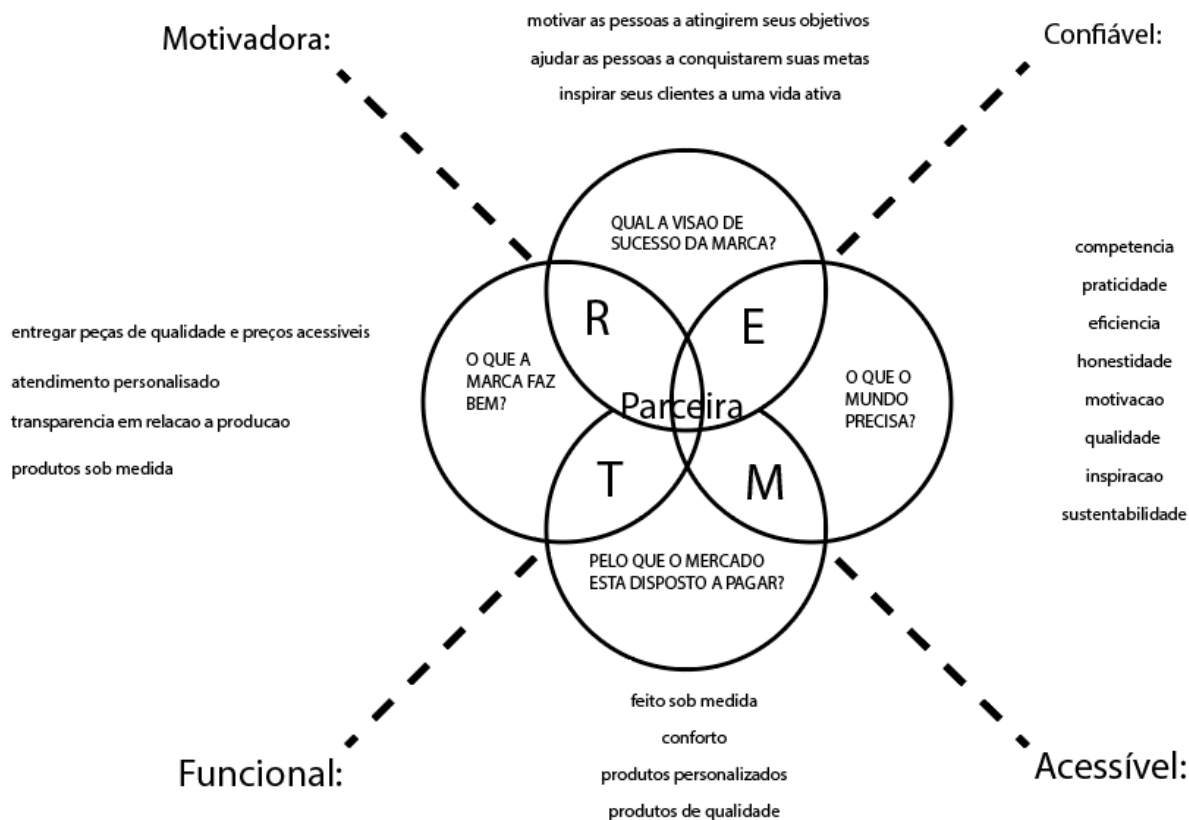 motivar as pessoas a atingirem seus objetivos
Motivadora:
Confiável:
ajudar as pessoas a conquistarem suas metas
inspirar seus clientes a uma vida ativa
QUAL A VISAO DE
SUCESSO DA MARCA?
competencia
praticidade
eficiencia
honestidade
motivacao
qualidade
inspiracao
sustentabilidade
R
E
entregar peças de qualidade e preços acessiveis
atendimento personalisado
transparencia em relacao a producao
produtos sob medida
O QUE A
MARCA FAZ
BEM?
Parceira
O QUE O
MUNDO
PRECISA?
T
M
PELO QUE O MERCADO
ESTA DISPOSTO A PAGAR?
feito sob medida
conforto
produtos personalizados
produtos de qualidade
Funcional:
Acessível: